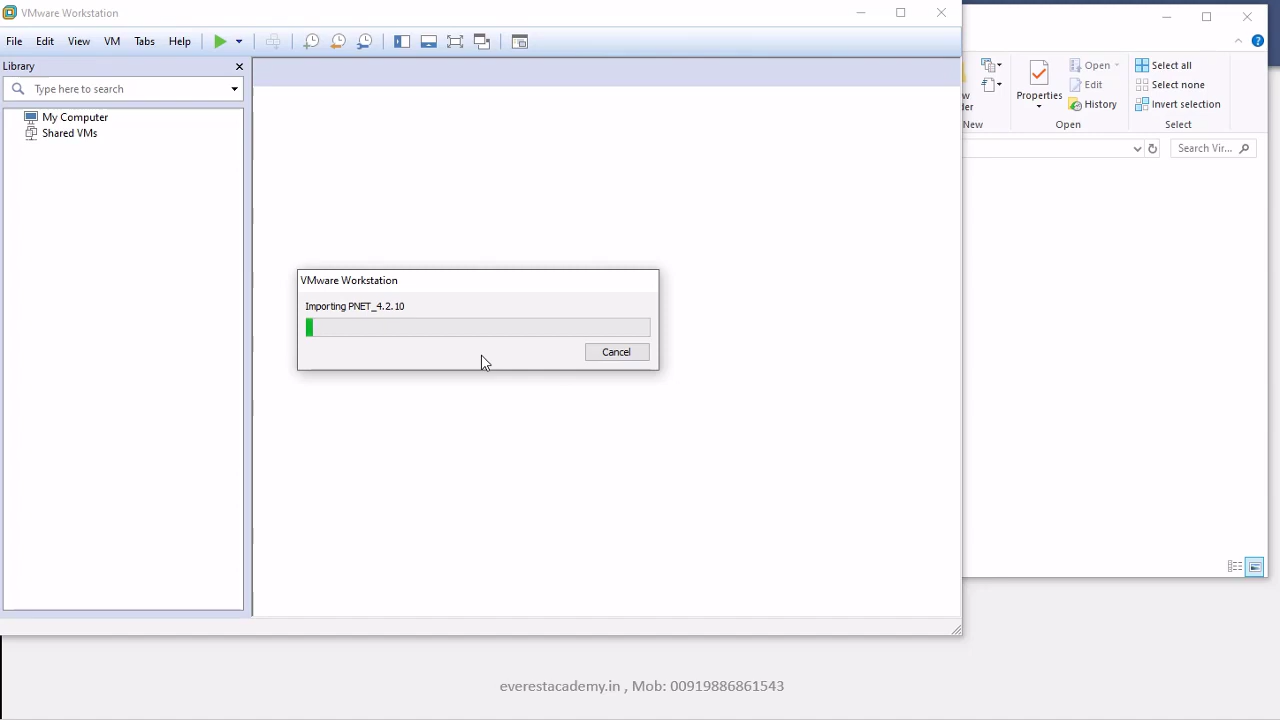 VMware Workstation
File Edit View VM Tabs Help
Library
Type here to search
My Computer
Shared VMs
VMware Workstation
Importing PNET_4.2.10
Cancel
Open
Edit
History
Properties
Select all
Select none
Invert selection
New
Open
Select
Search Vir...
everestacademy.in , Mob: 00919886861543